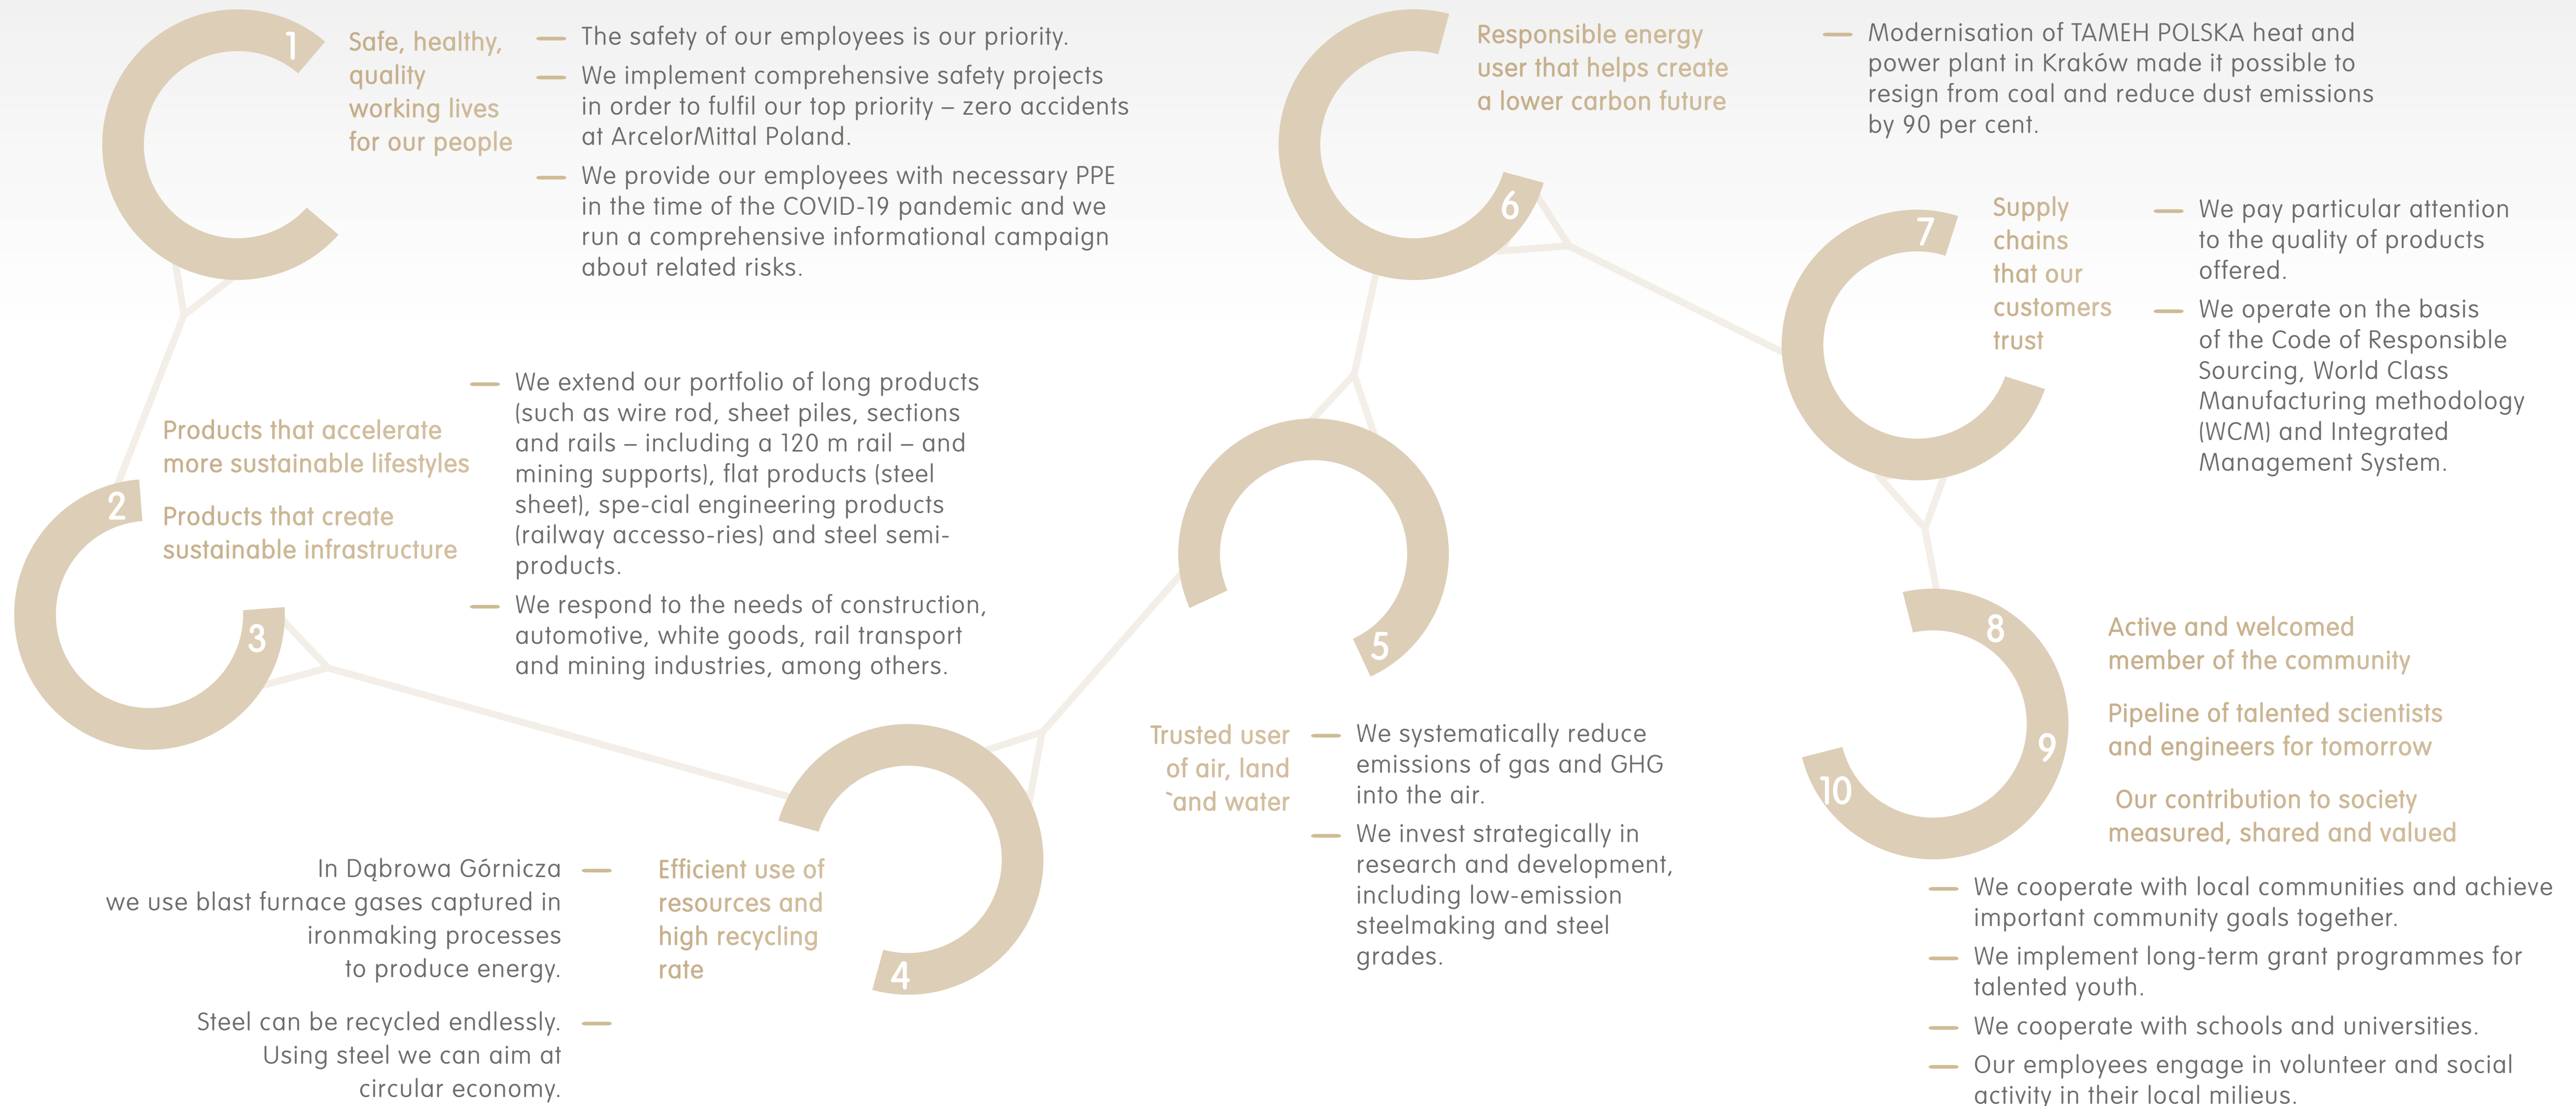 1
Safe, healthy,
quality
working lives
for our people
The safety of our employees is our priority.
We implement comprehensive safety projects
in order to fulfil our top priority – zero accidents
at ArcelorMittal Poland.
We provide our employees with necessary PPE
in the time of the COVID-19 pandemic and we
run a comprehensive informational campaign
about related risks.
2
Products that accelerate
more sustainable lifestyles
Products that create
sustainable infrastructure
3
We extend our portfolio of long products
(such as wire rod, sheet piles, sections
and rails – including a 120 m rail – and
mining supports), flat products (steel
sheet), spe-cial engineering products
(railway accesso-ries) and steel semi-
products.
We respond to the needs of construction,
automotive, white goods, rail transport
and mining industries, among others.
4
Efficient use of
resources and
high recycling
rate
In Dąbrowa Górnicza
we use blast furnace gases captured in
ironmaking processes
to produce energy.
Steel can be recycled endlessly.
Using steel we can aim at
circular economy.
5
Trusted user
of air, land
`and water
We systematically reduce
emissions of gas and GHG
into the air.
We invest strategically in
research and development,
including low-emission
steelmaking and steel
grades.
6
Responsible energy
user that helps create
a lower carbon future
Modernisation of TAMEH POLSKA heat and
power plant in Kraków made it possible to
resign from coal and reduce dust emissions
by 90 per cent.
7
Supply
chains
that our
customers
trust
We pay particular attention
to the quality of products
offered.
We operate on the basis
of the Code of Responsible
Sourcing, World Class
Manufacturing methodology
(WCM) and Integrated
Management System.
8
Active and welcomed
member of the community
9
Pipeline of talented scientists
and engineers for tomorrow
10
Our contribution to society
measured, shared and valued
We cooperate with local communities and achieve
important community goals together.
We implement long-term grant programmes for
talented youth.
We cooperate with schools and universities.
Our employees engage in volunteer and social
activity in their local milieus.